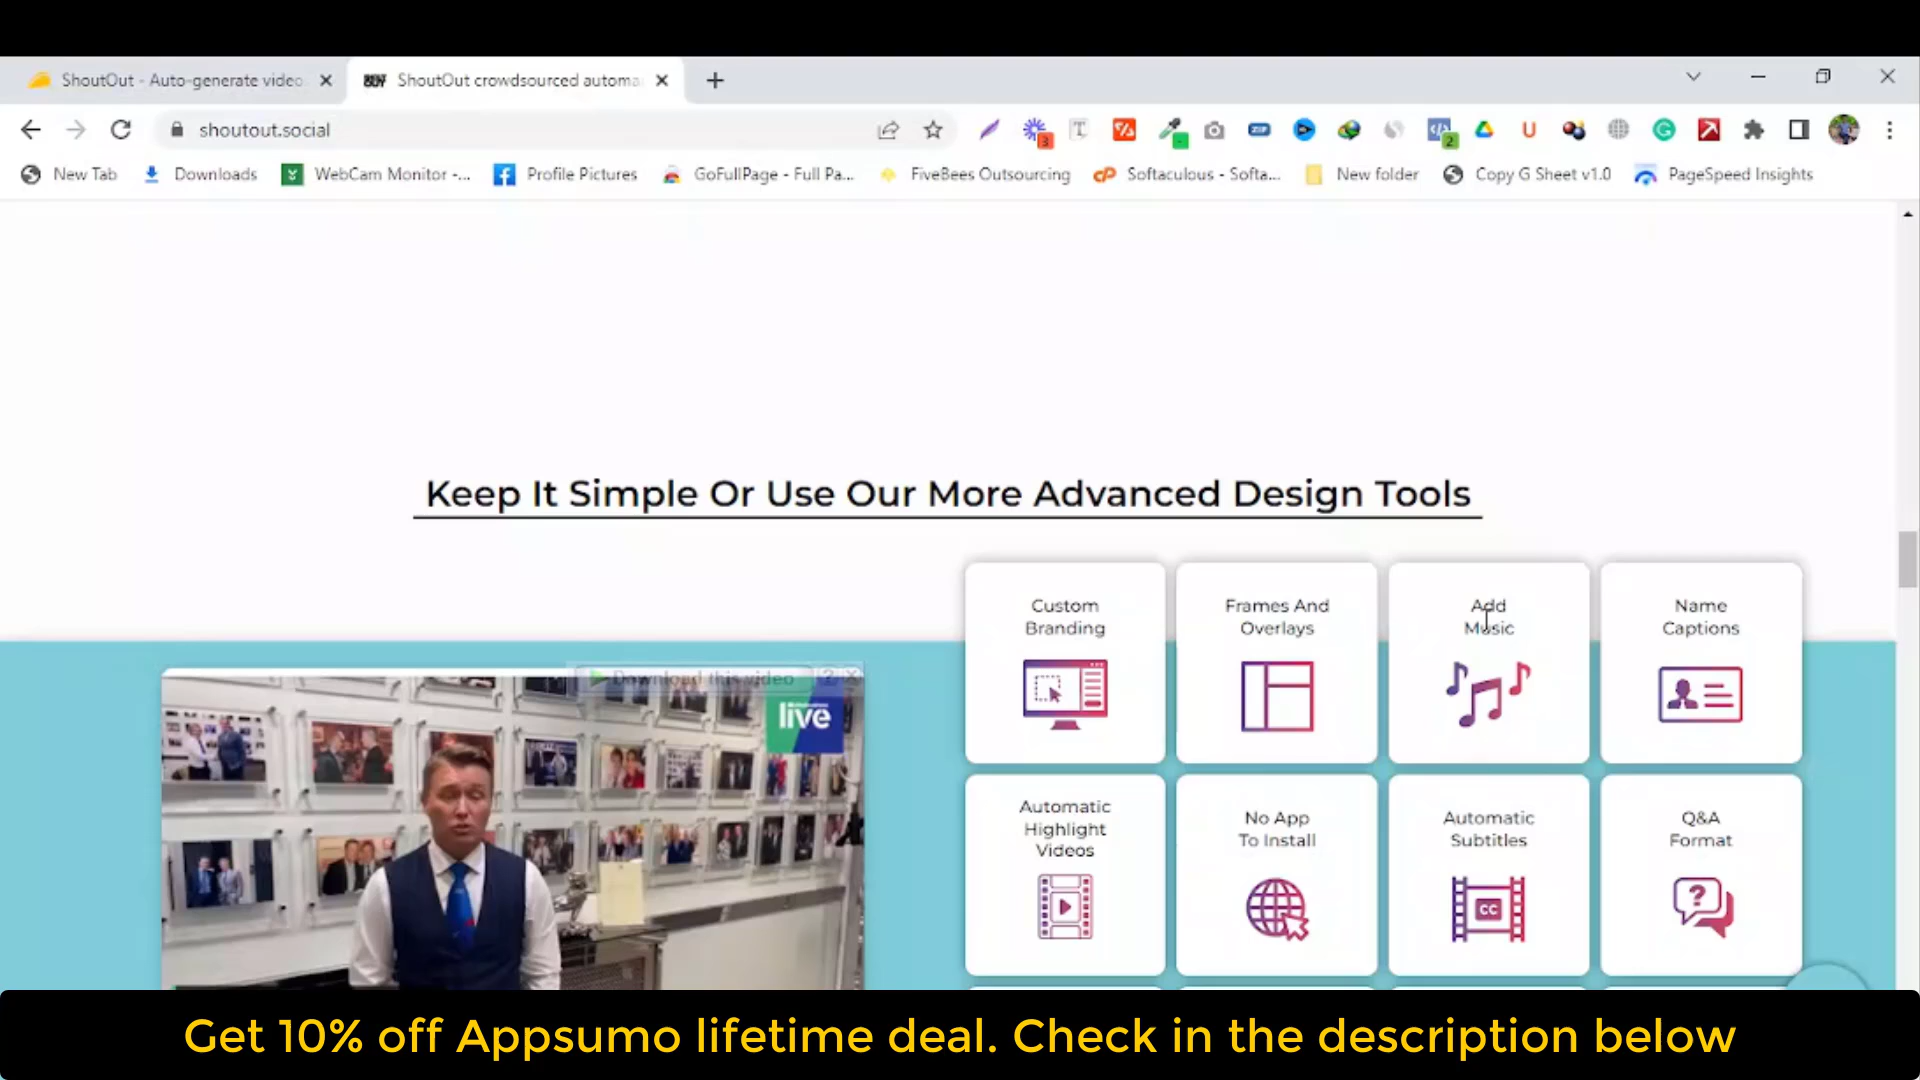 ShoutOut - Auto-generate video
ShoutOut crowdsourced automa
shoutout.social
New Tab
Downloads
WebCam Monitor -...
Profile Pictures
GoFullPage - Full Pa...
FiveBees Outsourcing
Softaculous - Softa...
New folder
Copy G Sheet v1.0
PageSpeed Insights
Keep It Simple Or Use Our More Advanced Design Tools
Custom
Branding
Frames And
Overlays
Add
Music
Name
Captions
Download this video
live
Automatic
Highlight
Videos
No App
To Install
Automatic
Subtitles
CC
Q&A
Format
?
Get 10% off Appsumo lifetime deal. Check in the description below